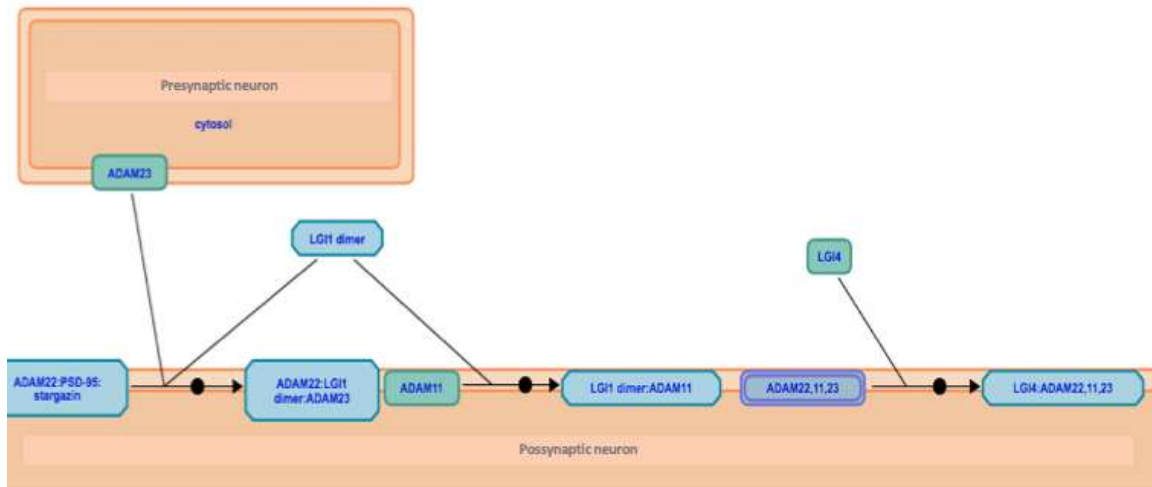 Presynaptic neuron
cytosol
ADAM23
LGI1 dimer
LGI4
ADAM22:PSD-95:
stargazin
ADAM22:LGI1
dimer:ADAM23
ADAM11
LGI1 dimer:ADAM11
ADAM22,11,23
LGI4:ADAM22,11,23
Possynaptic neuron